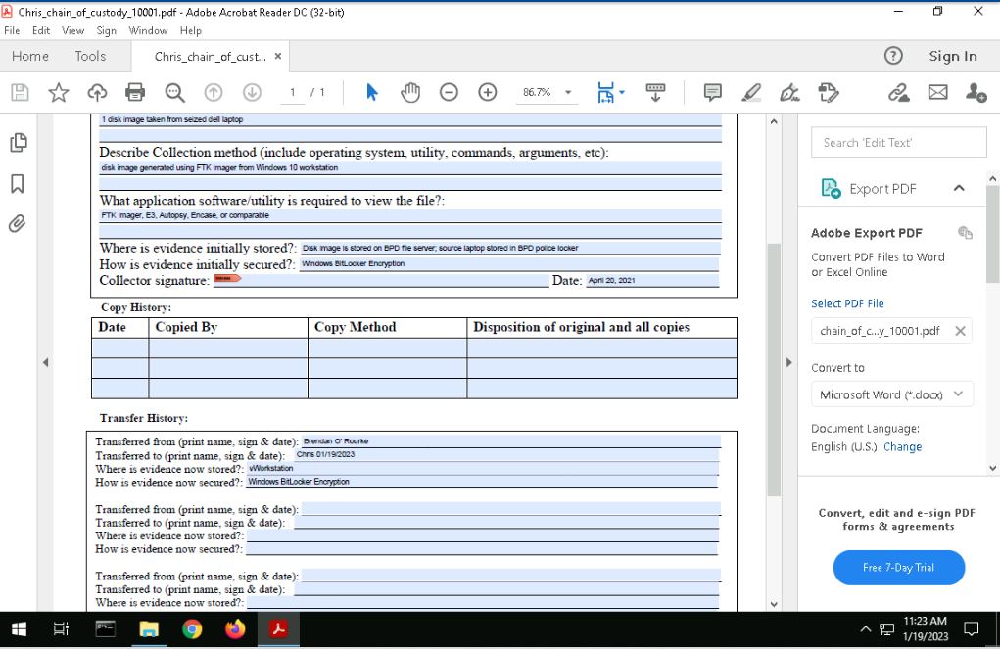 Chris_chain_of_custody_10001.pdf - Adobe Acrobat Reader DC (32-bit)
File Edit View Sign Window Help
Home Tools Chris_chain_of_cust... × Sign In
1 / 1 86.7%
1 disk image taken from seized dell laptop
Describe Collection method (include operating system, utility, commands, arguments, etc):
disk image generated using FTK Imager from Windows 10 workstation
What application software/utility is required to view the file?:
FTK Imager, E3, Autopsy, Encase, or comparable
Where is evidence initially stored?: Disk image is stored on BPD file server; source laptop stored in BPD police locker
How is evidence initially secured?: Windows BitLocker Encryption
Collector signature: Date: April 20, 2021
Copy History:
Date Copied By Copy Method Disposition of original and all copies
Transfer History:
Transferred from (print name, sign & date): Brendan O' Rourke
Transferred to (print name, sign & date): Chris 01/19/2023
Where is evidence now stored?: vWorkstation
How is evidence now secured?: Windows BitLocker Encryption
Transferred from (print name, sign & date):
Transferred to (print name, sign & date):
Where is evidence now stored?:
How is evidence now secured?:
Transferred from (print name, sign & date):
Transferred to (print name, sign & date):
Where is evidence now stored?:
Search 'Edit Text'
Export PDF
Adobe Export PDF
Convert PDF Files to Word
or Excel Online
Select PDF File
chain_of_c...y_10001.pdf
Convert to
Microsoft Word (*.docx)
Document Language:
English (U.S.) Change
Convert, edit and e-sign PDF
forms & agreements
Free 7-Day Trial
11:23 AM
1/19/2023